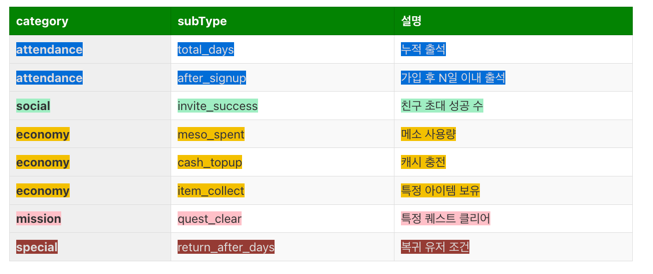 category subType 설명
attendance total_days 누적 출석
attendance after_signup 가입 후 N일 이내 출석
social invite_success 친구 초대 성공 수
economy meso_spent 메소 사용량
economy cash_topup 캐시 충전
economy item_collect 특정 아이템 보유
mission quest_clear 특정 퀘스트 클리어
special return_after_days 복귀 유저 조건